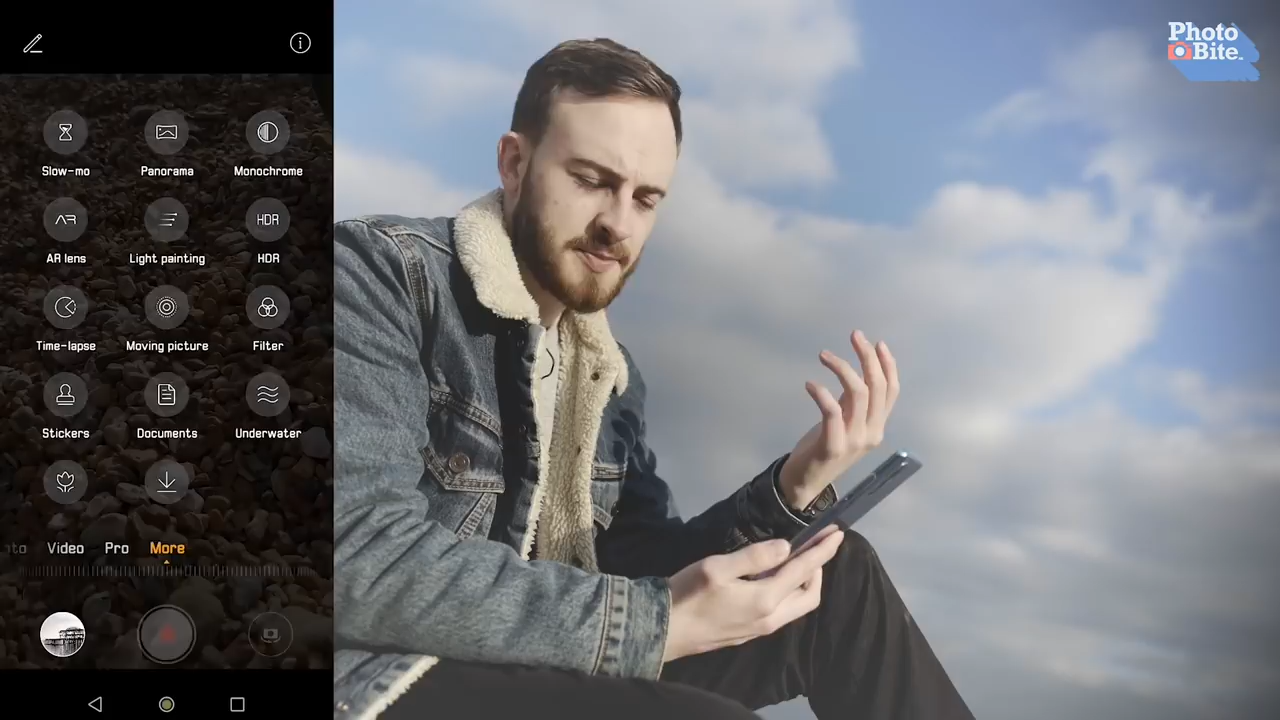 Photo
Bite
Slow-mo Panorama Monochrome
AR lens Light painting HDR
HDR
Time-lapse Moving picture Filter
Stickers Documents Underwater
Video Pro More